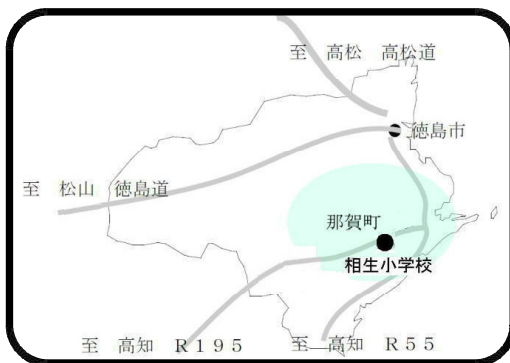 至　高松　高松道
徳島市
至　松山　徳島道
那賀町
相生小学校
至　高知　Ｒ１９５
至　高知　Ｒ５５